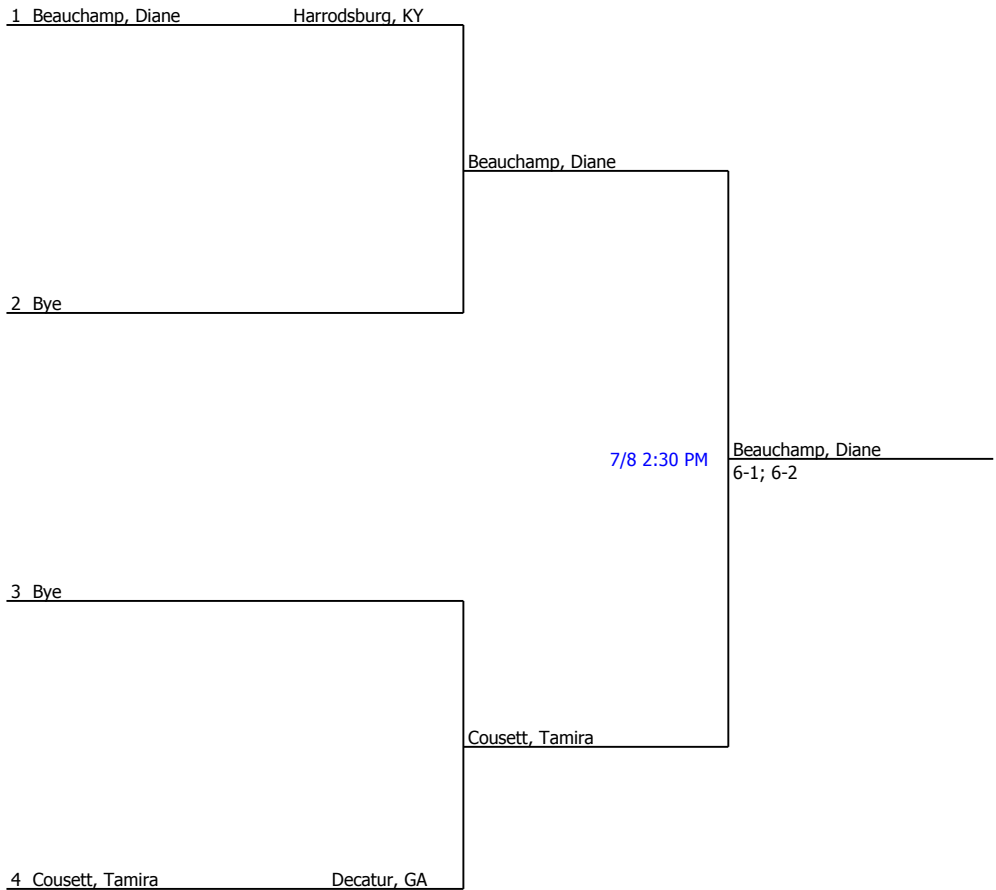 1 Beauchamp, Diane Harrodsburg, KY
Beauchamp, Diane
2 Bye
7/8 2:30 PM
Beauchamp, Diane
6-1; 6-2
3 Bye
Cousett, Tamira
4 Cousett, Tamira Decatur, GA